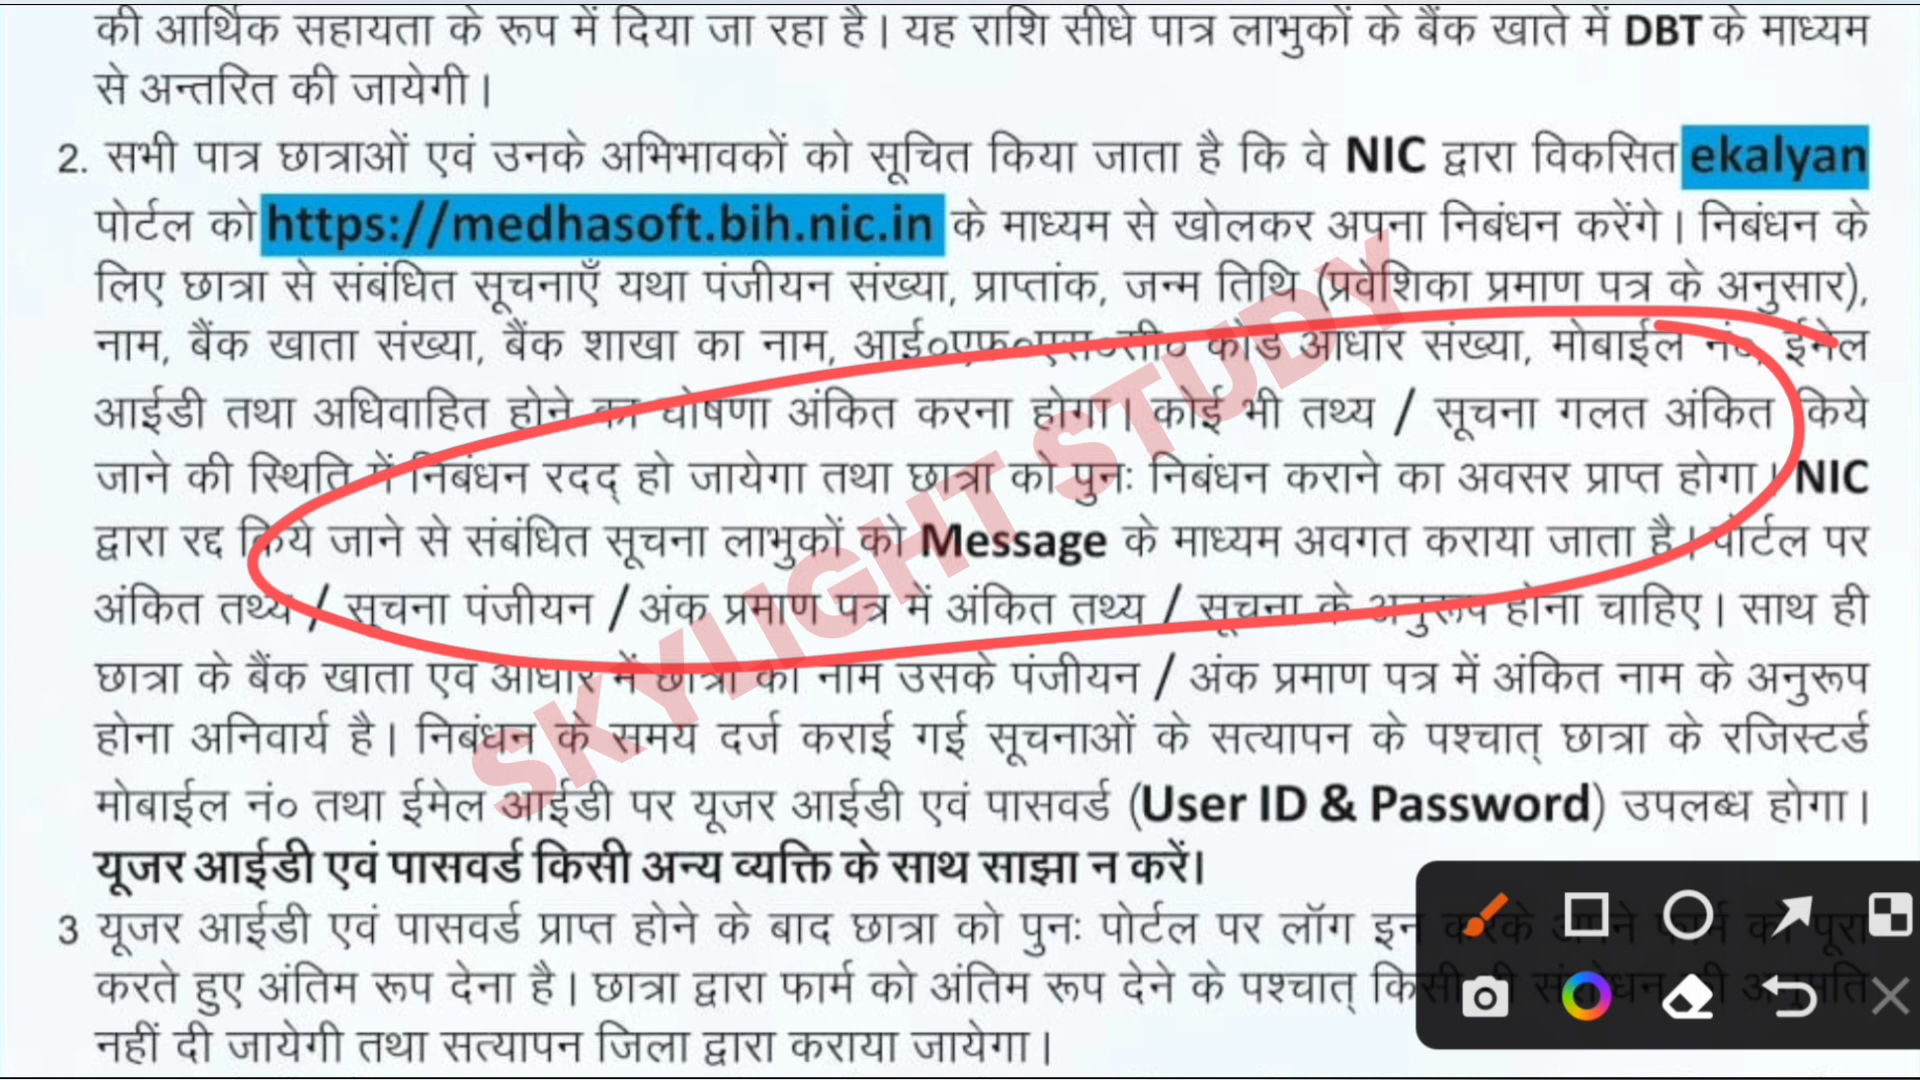 की आर्थिक सहायता के रूप में दिया जा रहा है। यह राशि सीधे पात्र लाभुकों के बैंक खाते में DBT के माध्यम
से अन्तरित की जायेगी।
2. सभी पात्र छात्राओं एवं उनके अभिभावकों को सूचित किया जाता है कि वे NIC द्वारा विकसित ekalyan
पोर्टल को https://medhasoft.bih.nic.in के माध्यम से खोलकर अपना निबंधन करेंगे। निबंधन के
लिए छात्रा से संबंधित सूचनाएँ यथा पंजीयन संख्या, प्राप्तांक, जन्म तिथि (प्रवेशिका प्रमाण पत्र के अनुसार),
नाम, बैंक खाता संख्या, बैंक शाखा का नाम, आई०एफ०एस०सी० कोड आधार संख्या, मोबाईल नं०, ईमेल
आईडी तथा अधिवाहित होने का घोषणा अंकित करना होगा। कोई भी तथ्य / सूचना गलत अंकित किये
जाने की स्थिति में निबंधन रदद् हो जायेगा तथा छात्रा को पुनः निबंधन कराने का अवसर प्राप्त होगा। NIC
द्वारा रद्द किये जाने से संबंधित सूचना लाभुकों को Message के माध्यम अवगत कराया जाता है। पोर्टल पर
अंकित तथ्य / सूचना पंजीयन / अंक प्रमाण पत्र में अंकित तथ्य / सूचना के अनुरूप होना चाहिए। साथ ही
छात्रा के बैंक खाता एवं आधार में छात्रा का नाम उसके पंजीयन / अंक प्रमाण पत्र में अंकित नाम के अनुरूप
होना अनिवार्य है। निबंधन के समय दर्ज कराई गई सूचनाओं के सत्यापन के पश्चात् छात्रा के रजिस्टर्ड
मोबाईल नं० तथा ईमेल आईडी पर यूजर आईडी एवं पासवर्ड (User ID & Password) उपलब्ध होगा।
यूजर आईडी एवं पासवर्ड किसी अन्य व्यक्ति के साथ साझा न करें।
3 यूजर आईडी एवं पासवर्ड प्राप्त होने के बाद छात्रा को पुनः पोर्टल पर लॉग इन करके अपने फार्म को पूरा
करते हुए अंतिम रूप देना है। छात्रा द्वारा फार्म को अंतिम रूप देने के पश्चात् किसी भी संशोधन की अनुमति
नहीं दी जायेगी तथा सत्यापन जिला द्वारा कराया जायेगा।
SKYLIGHT STUDY